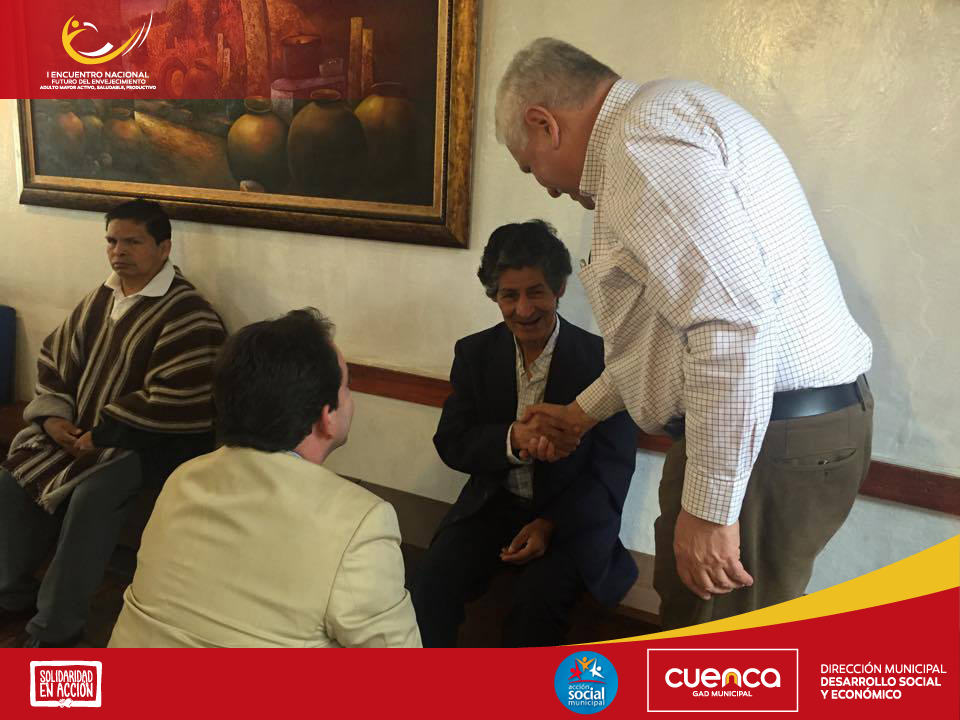 I ENCUENTRO NACIONAL
FUTURO DEL ENVEJECIMIENTO
ADULTO MAYOR ACTIVO, SALUDABLE, PRODUCTIVO
SOLIDARIDAD
EN ACCIÓN
acción
social
municipal
CUENCA
GAD MUNICIPAL
DIRECCIÓN MUNICIPAL
DESARROLLO SOCIAL
Y ECONÓMICO